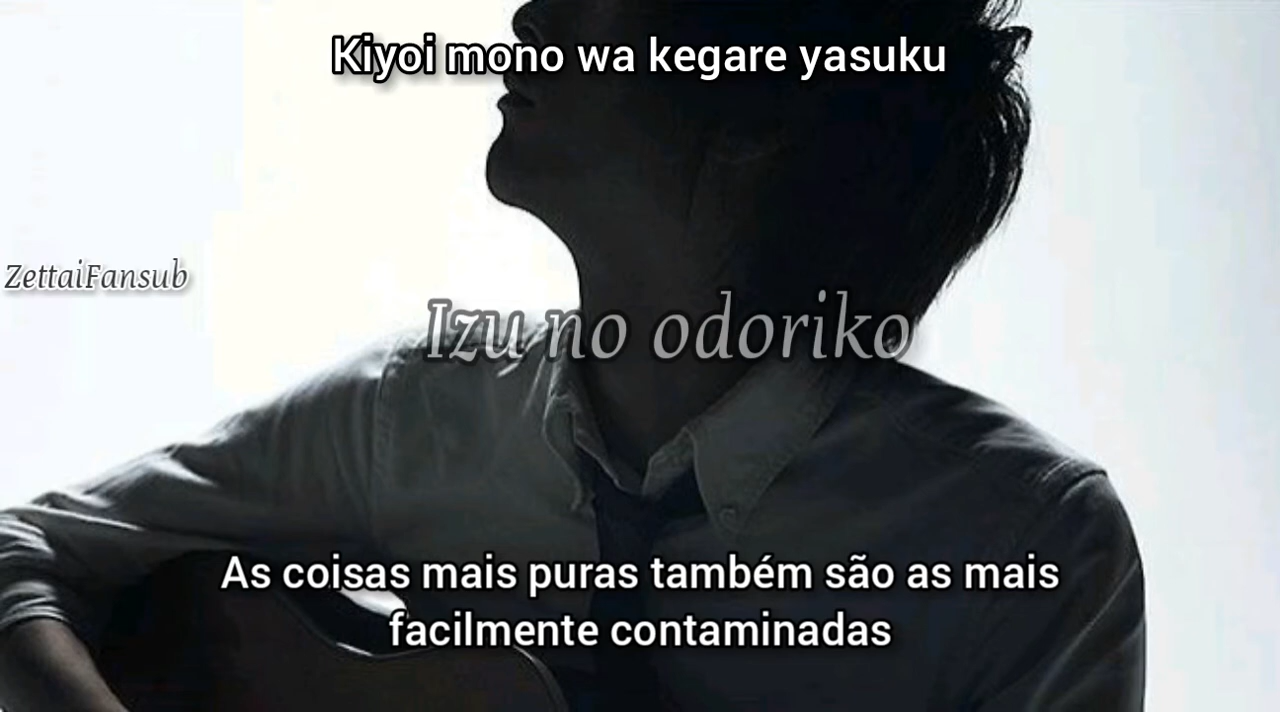 Kiyoi mono wa kegare yasuku
ZettaiFansub
Izu no odoriko
As coisas mais puras também são as mais
facilmente contaminadas